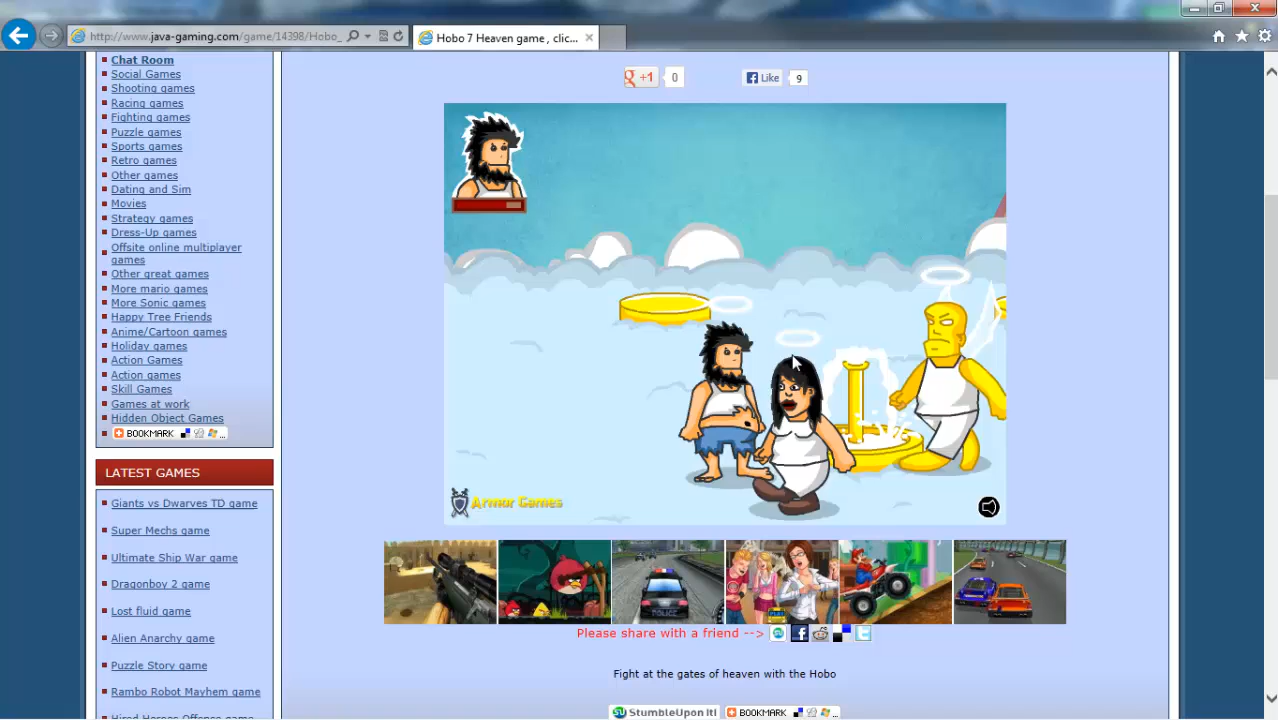 http://www.java-gaming.com/game/14398/Hobo_
Hobo 7 Heaven game , clic...
Chat Room
Social Games
Shooting games
Racing games
Fighting games
Puzzle games
Sports games
Retro games
Other games
Dating and Sim
Movies
Strategy games
Dress-Up games
Offsite online multiplayer
games
Other great games
More mario games
More Sonic games
Happy Tree Friends
Anime/Cartoon games
Holiday games
Action Games
Action games
Skill Games
Games at work
Hidden Object Games
BOOKMARK
LATEST GAMES
Giants vs Dwarves TD game
Super Mechs game
Ultimate Ship War game
Dragonboy 2 game
Lost fluid game
Alien Anarchy game
Puzzle Story game
Rambo Robot Mayhem game
Hired Heroes Offense game
g +1 0
Like 9
Armor Games
POLICE
Please share with a friend -->
Fight at the gates of heaven with the Hobo
StumbleUpon It!
BOOKMARK